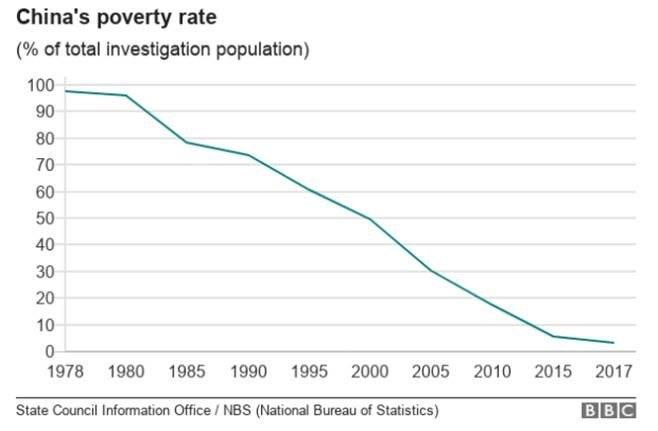 China's poverty rate
(% of total investigation population)
100
90
80
70
60
50
40
30
20
10
0
1978 1980 1985 1990 1995 2000 2005 2010 2015 2017
State Council Information Office / NBS (National Bureau of Statistics)
BBC